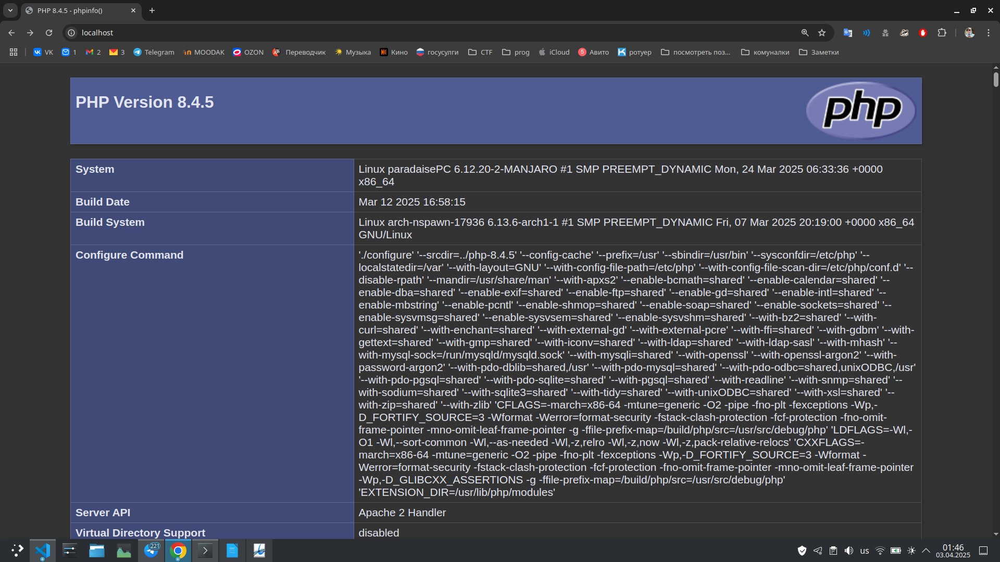 PHP 8.4.5 - phpinfo()
localhost
VK
1
2
3
Telegram
MOODAK
OZON
Переводчик
Музыка
Кино
госусулги
CTF
prog
iCloud
5
Авито
ротуер
посмотреть поз...
комуналки
Заметки
PHP Version 8.4.5
php
System
Linux paradaisePC 6.12.20-2-MANJARO #1 SMP PREEMPT_DYNAMIC Mon, 24 Mar 2025 06:33:36 +0000
x86_64
Build Date
Mar 12 2025 16:58:15
Build System
Linux arch-nspawn-17936 6.13.6-arch1-1 #1 SMP PREEMPT_DYNAMIC Fri, 07 Mar 2025 20:19:00 +0000 x86_64
GNU/Linux
Configure Command
'./configure' '--srcdir=../php-8.4.5' '--config-cache' '--prefix=/usr' '--sbindir=/usr/bin' '--sysconfdir=/etc/php' '--
localstatedir=/var' '--with-layout=GNU' '--with-config-file-path=/etc/php' '--with-config-file-scan-dir=/etc/php/conf.d' '--
disable-rpath' '--mandir=/usr/share/man' '--with-apxs2' '--enable-bcmath=shared' '--enable-calendar=shared' '--
enable-dba=shared' '--enable-exif=shared' '--enable-ftp=shared' '--enable-gd=shared' '--enable-intl=shared' '--
enable-mbstring' '--enable-pcntl' '--enable-shmop=shared' '--enable-soap=shared' '--enable-sockets=shared' '--
enable-sysvmsg=shared' '--enable-sysvsem=shared' '--enable-sysvshm=shared' '--with-bz2=shared' '--with-
curl=shared' '--with-enchant=shared' '--with-external-gd' '--with-external-pcre' '--with-ffi=shared' '--with-gdbm' '--with-
gettext=shared' '--with-gmp=shared' '--with-iconv=shared' '--with-ldap=shared' '--with-ldap-sasl' '--with-mhash' '--
with-mysql-sock=/run/mysqld/mysqld.sock' '--with-mysqli=shared' '--with-openssl' '--with-openssl-argon2' '--with-
password-argon2' '--with-pdo-dblib=shared,/usr' '--with-pdo-mysql=shared' '--with-pdo-odbc=shared,unixODBC,/usr'
'--with-pdo-pgsql=shared' '--with-pdo-sqlite=shared' '--with-pgsql=shared' '--with-readline' '--with-snmp=shared' '--
with-sodium=shared' '--with-sqlite3=shared' '--with-tidy=shared' '--with-unixODBC=shared' '--with-xsl=shared' '--
with-zip=shared' '--with-zlib' 'CFLAGS=-march=x86-64 -mtune=generic -O2 -pipe -fno-plt -fexceptions -Wp,-
D_FORTIFY_SOURCE=3 -Wformat -Werror=format-security -fstack-clash-protection -fcf-protection -fno-omit-
frame-pointer -mno-omit-leaf-frame-pointer -g -ffile-prefix-map=/build/php/src=/usr/src/debug/php' 'LDFLAGS=-Wl,-
O1 -Wl,--sort-common -Wl,--as-needed -Wl,-z,relro -Wl,-z,now -Wl,-z,pack-relative-relocs' 'CXXFLAGS=-
march=x86-64 -mtune=generic -O2 -pipe -fno-plt -fexceptions -Wp,-D_FORTIFY_SOURCE=3 -Wformat -
Werror=format-security -fstack-clash-protection -fcf-protection -fno-omit-frame-pointer -mno-omit-leaf-frame-pointer
-Wp,-D_GLIBCXX_ASSERTIONS -g -ffile-prefix-map=/build/php/src=/usr/src/debug/php'
'EXTENSION_DIR=/usr/lib/php/modules'
Server API
Apache 2 Handler
Virtual Directory Support
disabled
221
us
01:46
03.04.2025